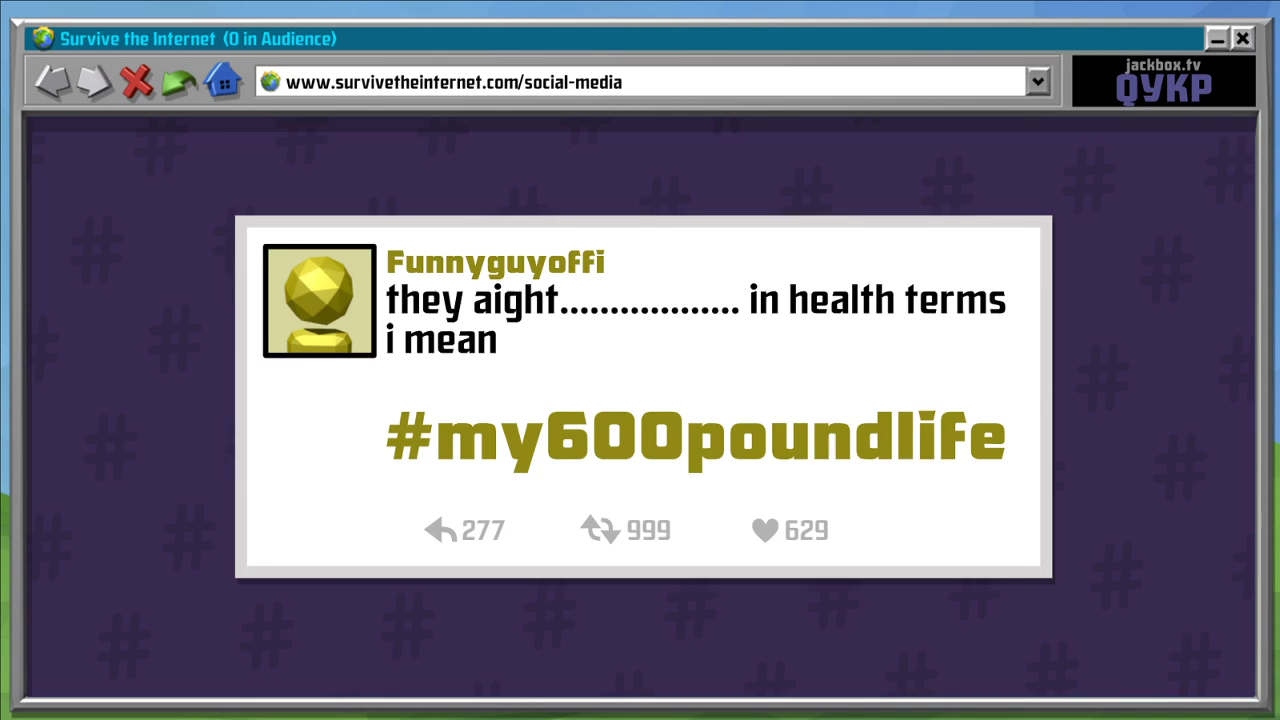 Survive the Internet (0 in Audience)
www.survivetheinternet.com/social-media
jackbox.tv
QYKP
Funnyguyoffi
they aight.................. in health terms
i mean
#my600poundlife
277 999 629